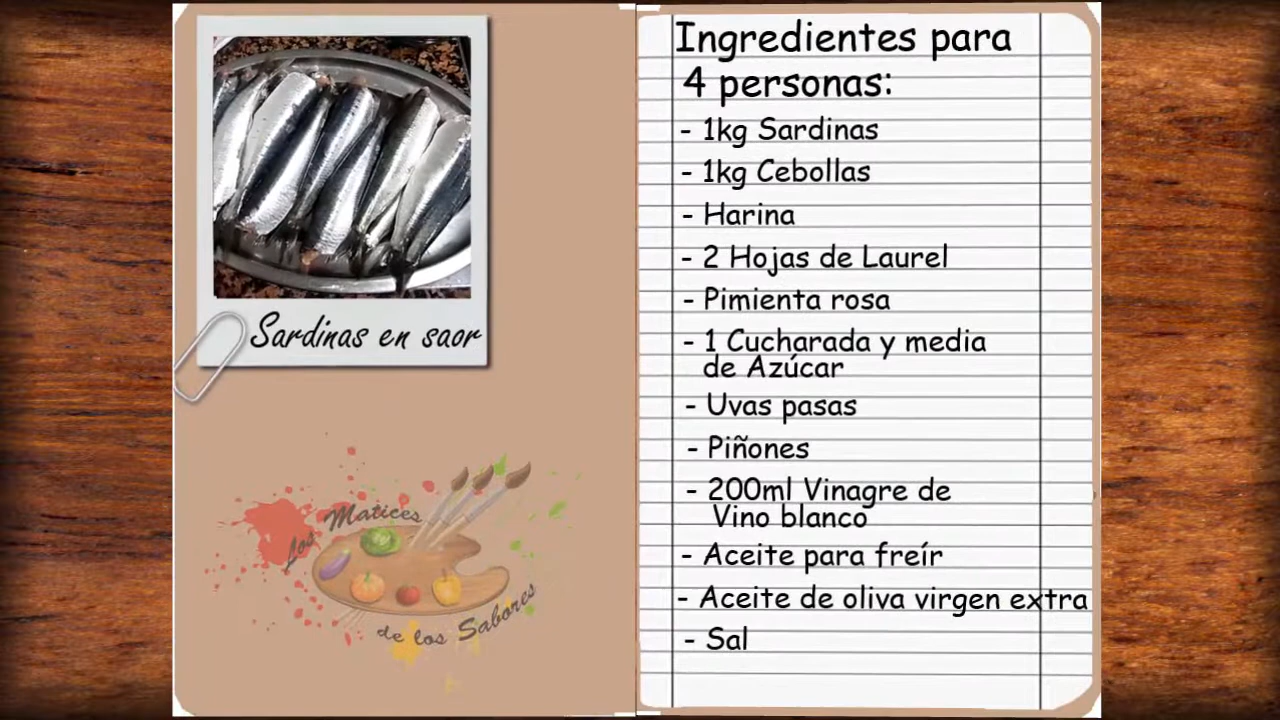 Sardinas en saor
Los Matices
de los Sabores
Ingredientes para
4 personas:
- 1kg Sardinas
- 1kg Cebollas
- Harina
- 2 Hojas de Laurel
- Pimienta rosa
- 1 Cucharada y media
de Azúcar
- Uvas pasas
- Piñones
- 200ml Vinagre de
Vino blanco
- Aceite para freír
- Aceite de oliva virgen extra
- Sal